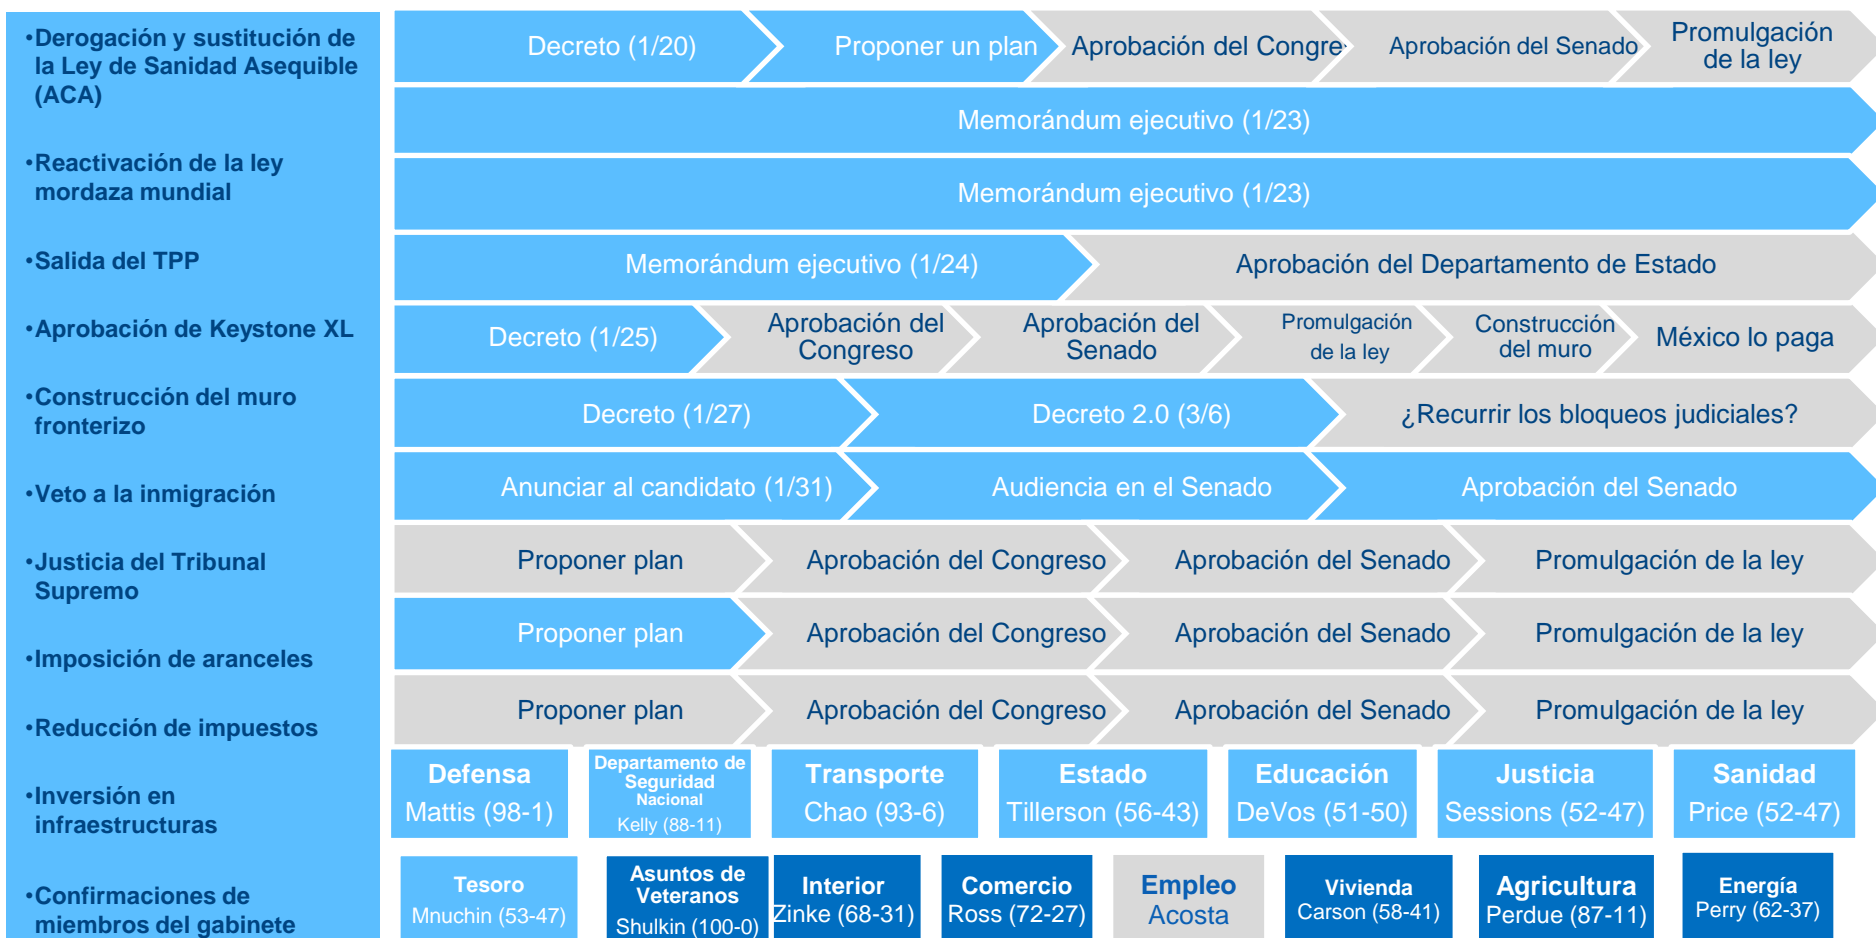 •Derogación y sustitución de
la Ley de Sanidad Asequible
(ACA)
•Reactivación de la ley
mordaza mundial
•Salida del TPP
•Aprobación de Keystone XL
•Construcción del muro
fronterizo
•Veto a la inmigración
•Justicia del Tribunal
Supremo
•Imposición de aranceles
•Reducción de impuestos
•Inversión en
infraestructuras
•Confirmaciones de
miembros del gabinete
Decreto (1/20)
Proponer un plan
Aprobación del Congre
Aprobación del Senado
Promulgación
de la ley
Memorándum ejecutivo (1/23)
Memorándum ejecutivo (1/23)
Memorándum ejecutivo (1/24)
Aprobación del Departamento de Estado
Decreto (1/25)
Aprobación del
Congreso
Aprobación del
Senado
Promulgación
de la ley
Construcción
del muro
México lo paga
Decreto (1/27)
Decreto 2.0 (3/6)
¿Recurrir los bloqueos judiciales?
Anunciar al candidato (1/31)
Audiencia en el Senado
Aprobación del Senado
Proponer plan
Aprobación del Congreso
Aprobación del Senado
Promulgación de la ley
Proponer plan
Aprobación del Congreso
Aprobación del Senado
Promulgación de la ley
Proponer plan
Aprobación del Congreso
Aprobación del Senado
Promulgación de la ley
Defensa
Mattis (98-1)
Departamento de
Seguridad
Nacional
Kelly (88-11)
Transporte
Chao (93-6)
Estado
Tillerson (56-43)
Educación
DeVos (51-50)
Justicia
Sessions (52-47)
Sanidad
Price (52-47)
Tesoro
Mnuchin (53-47)
Asuntos de
Veteranos
Shulkin (100-0)
Interior
Zinke (68-31)
Comercio
Ross (72-27)
Empleo
Acosta
Vivienda
Carson (58-41)
Agricultura
Perdue (87-11)
Energía
Perry (62-37)